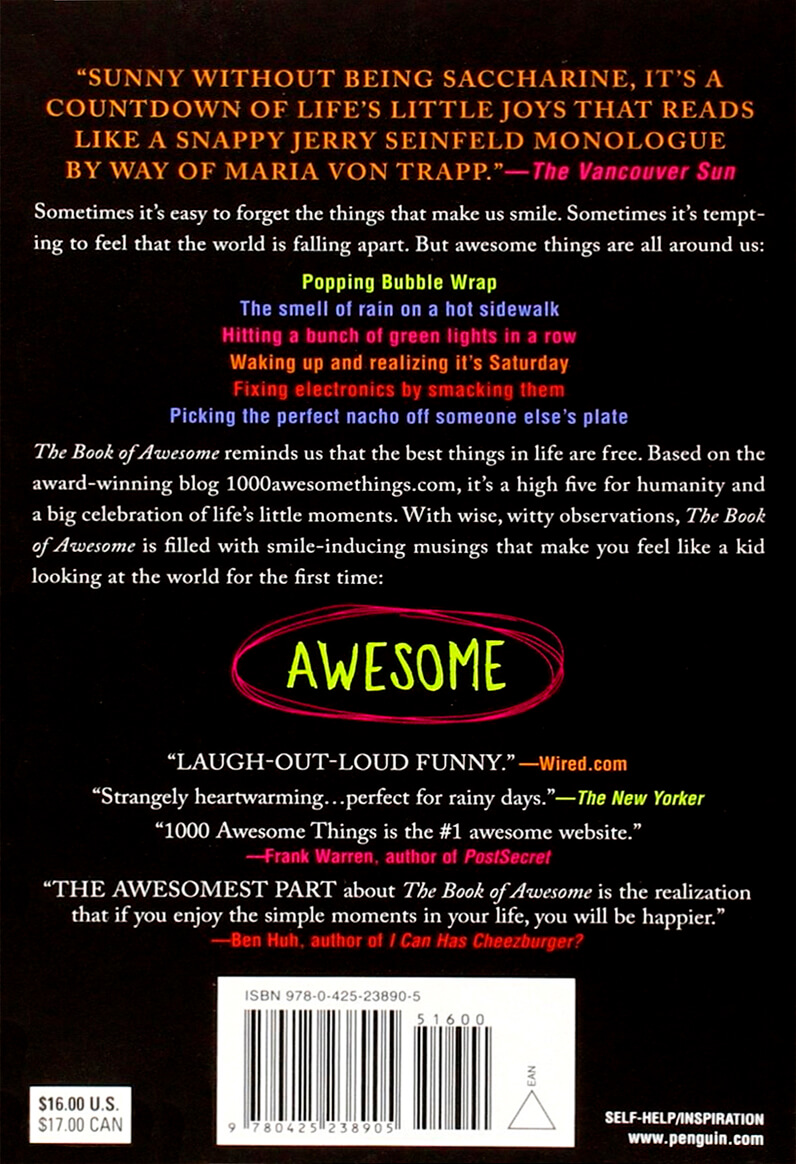 “SUNNY WITHOUT BEING SACCHARINE, IT’S A
COUNTDOWN OF LIFE’S LITTLE JOYS THAT READS
LIKE A SNAPPY JERRY SEINFELD MONOLOGUE
BY WAY OF MARIA VON TRAPP.”—The Vancouver Sun
Sometimes it’s easy to forget the things that make us smile. Sometimes it’s tempt-
ing to feel that the world is falling apart. But awesome things are all around us:
Popping Bubble Wrap
The smell of rain on a hot sidewalk
Hitting a bunch of green lights in a row
Waking up and realizing it’s Saturday
Fixing electronics by smacking them
Picking the perfect nacho off someone else’s plate
The Book of Awesome reminds us that the best things in life are free. Based on the
award-winning blog 1000awesomethings.com, it’s a high five for humanity and
a big celebration of life’s little moments. With wise, witty observations, The Book
of Awesome is filled with smile-inducing musings that make you feel like a kid
looking at the world for the first time:
AWESOME
“LAUGH-OUT-LOUD FUNNY.” —Wired.com
“Strangely heartwarming…perfect for rainy days.”—The New Yorker
“1000 Awesome Things is the #1 awesome website.”
—Frank Warren, author of PostSecret
“THE AWESOMEST PART about The Book of Awesome is the realization
that if you enjoy the simple moments in your life, you will be happier.”
—Ben Huh, author of I Can Has Cheezburger?
ISBN 978-0-425-23890-5
51600
EAN
9 780425 238905
$16.00 U.S.
$17.00 CAN
SELF-HELP/INSPIRATION
www.penguin.com